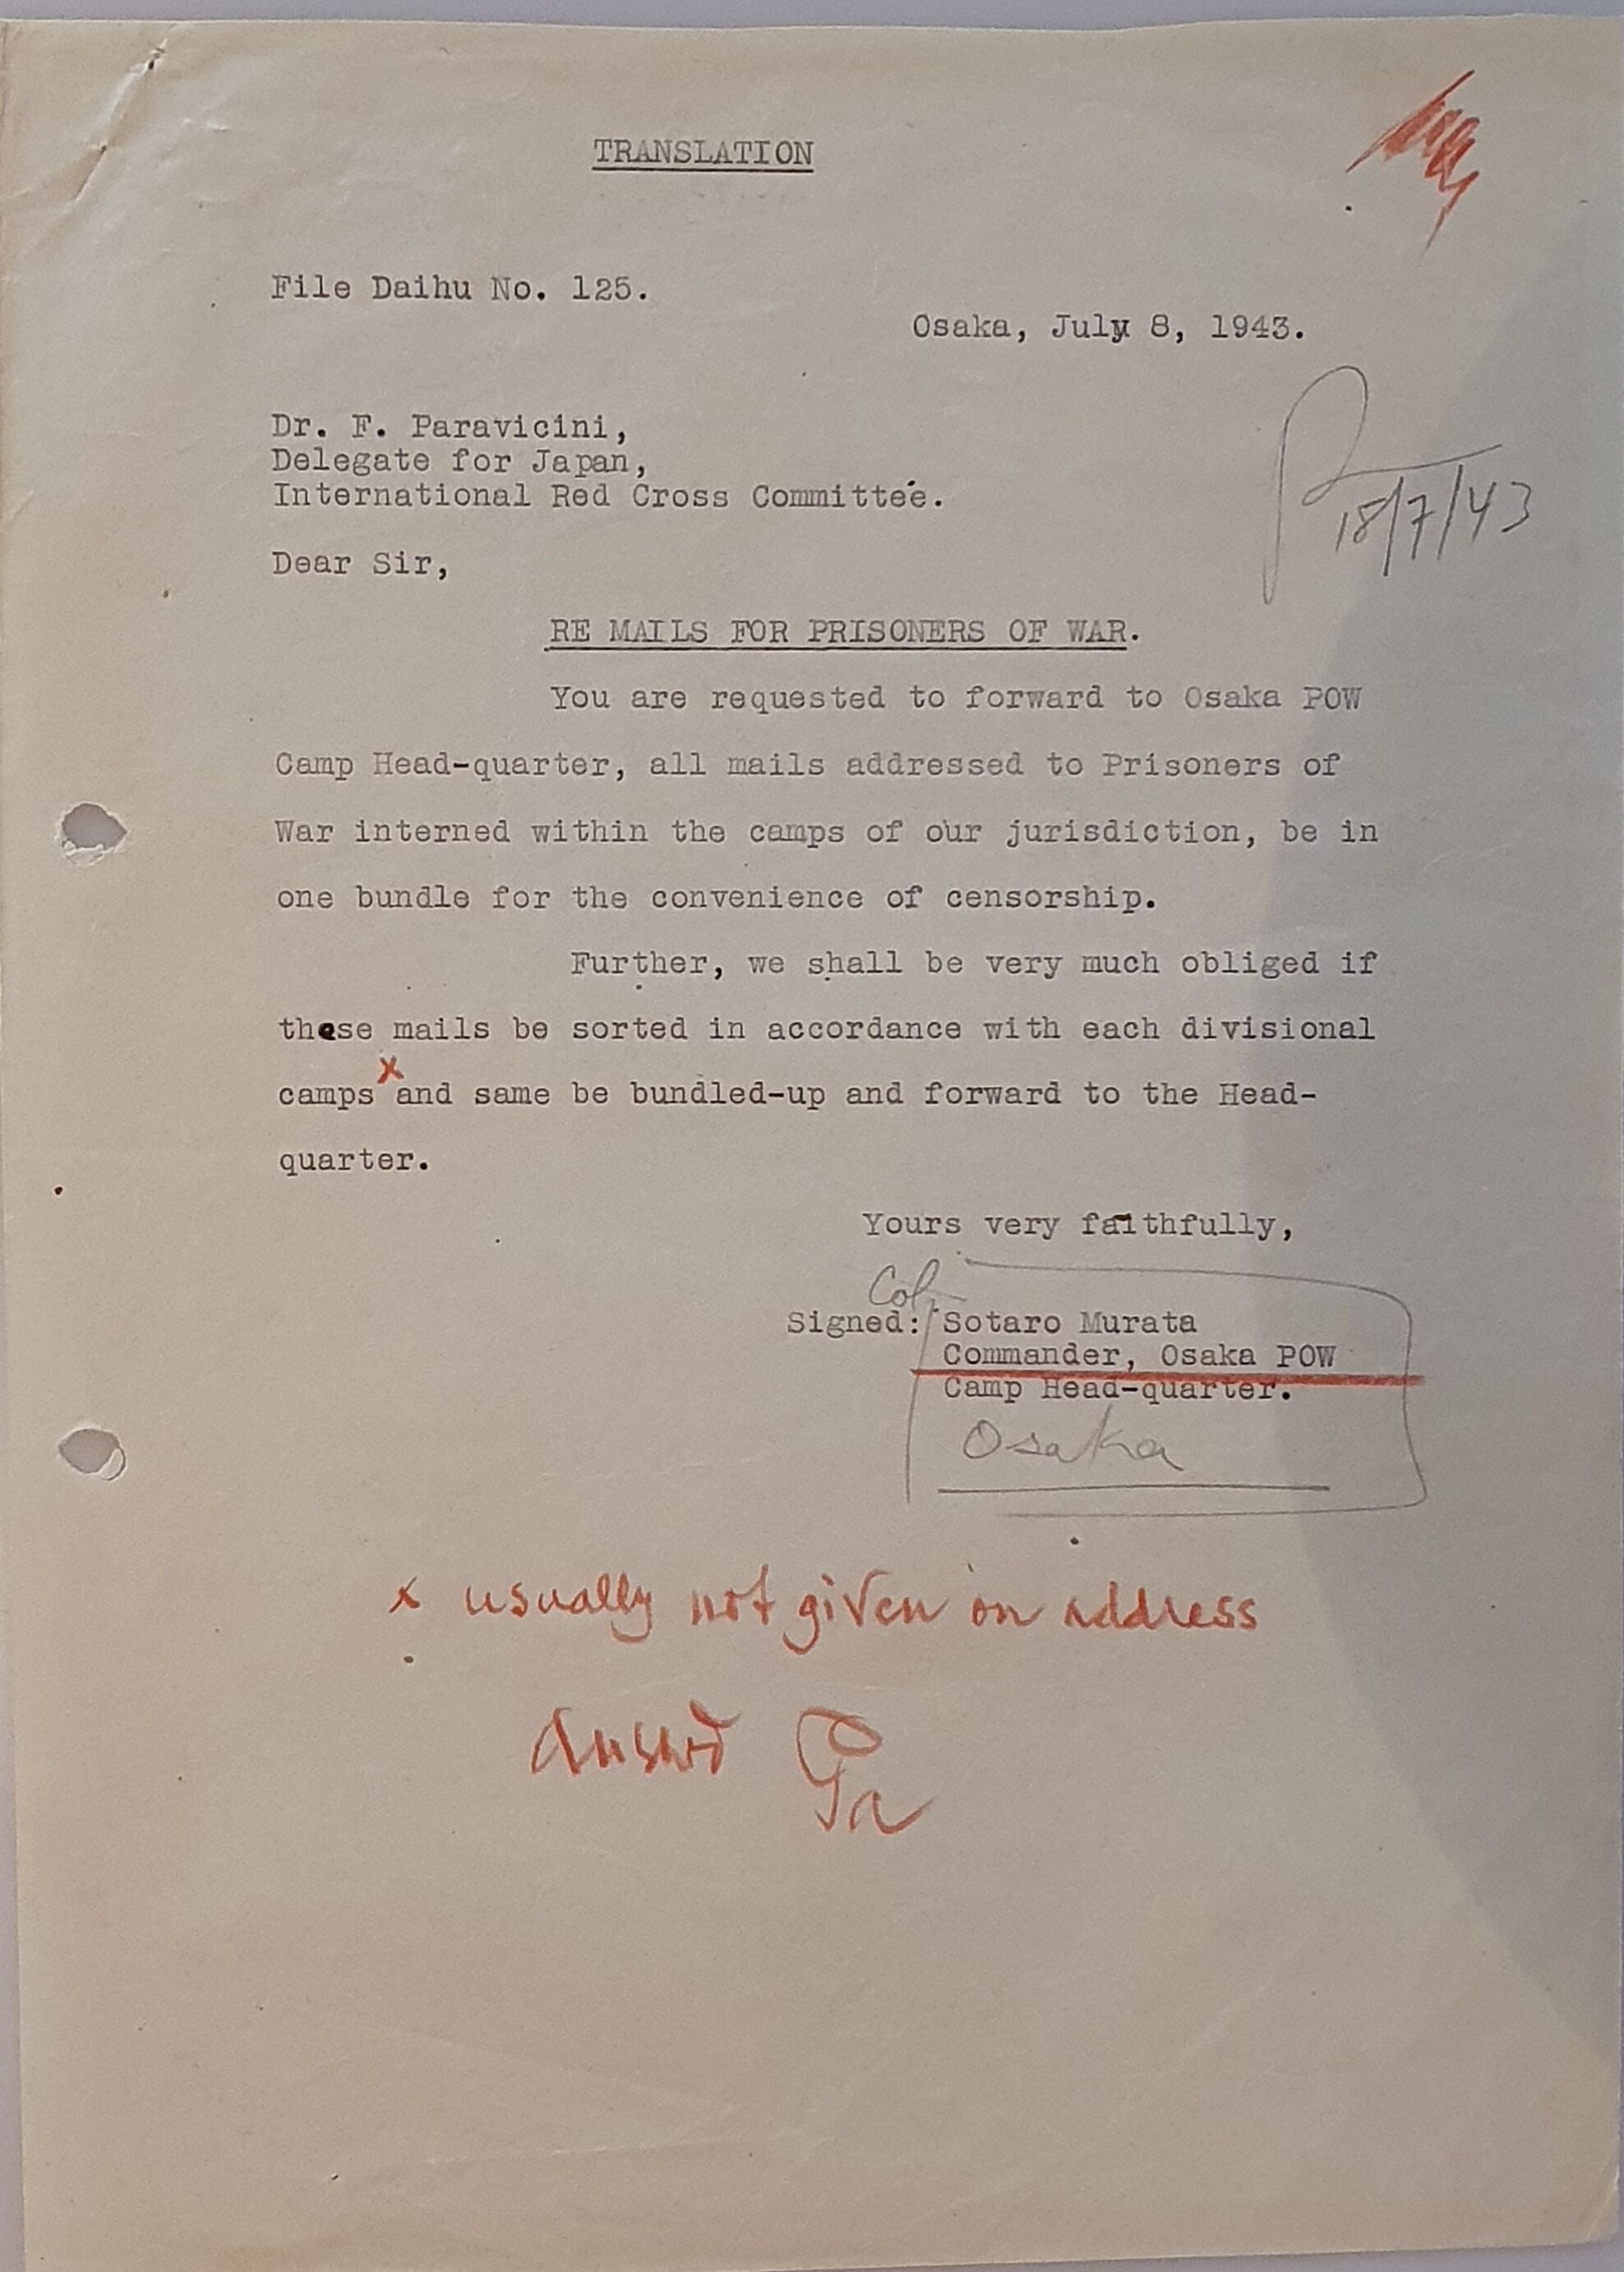 TRANSLATION
File Daihu No. 125.
Osaka, July 8, 1943.
Dr. F. Paravicini,
Delegate for Japan,
International Red Cross Committee.
18/7/43
Dear Sir,
RE MAILS FOR PRISONERS OF WAR.
You are requested to forward to Osaka POW
Camp Head-quarter, all mails addressed to Prisoners of
War interned within the camps of our jurisdiction, be in
one bundle for the convenience of censorship.
Further, we shall be very much obliged if
these mails be sorted in accordance with each divisional
x
camps and same be bundled-up and forward to the Head-
quarter.
Yours very faithfully,
Col.
Signed: Sotaro Murata
Commander, Osaka POW
Camp Head-quarter.
Osaka
x usually not given on address